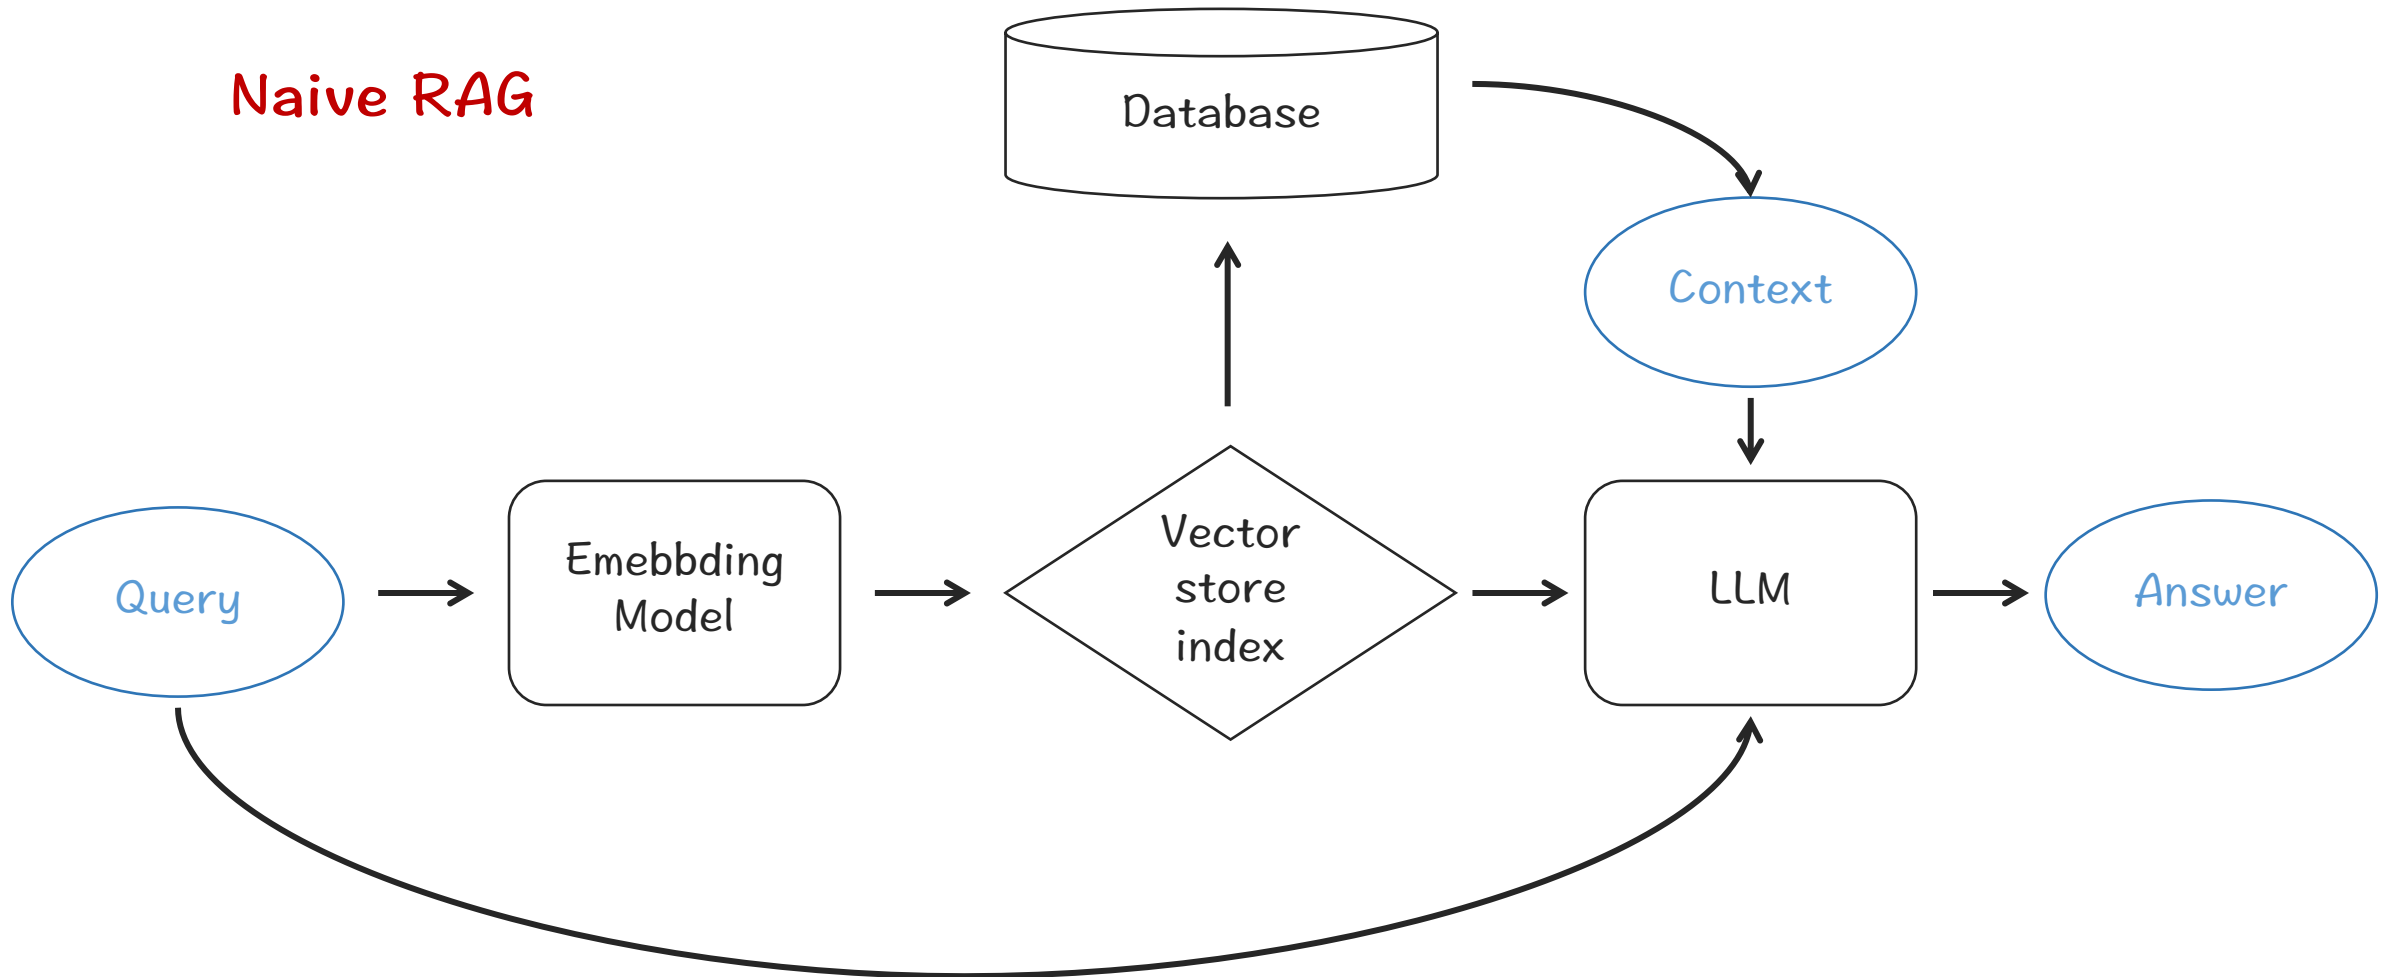 Naive RAG
Database
Context
Query
Emebbding
Model
Vector
store
index
LLM
Answer